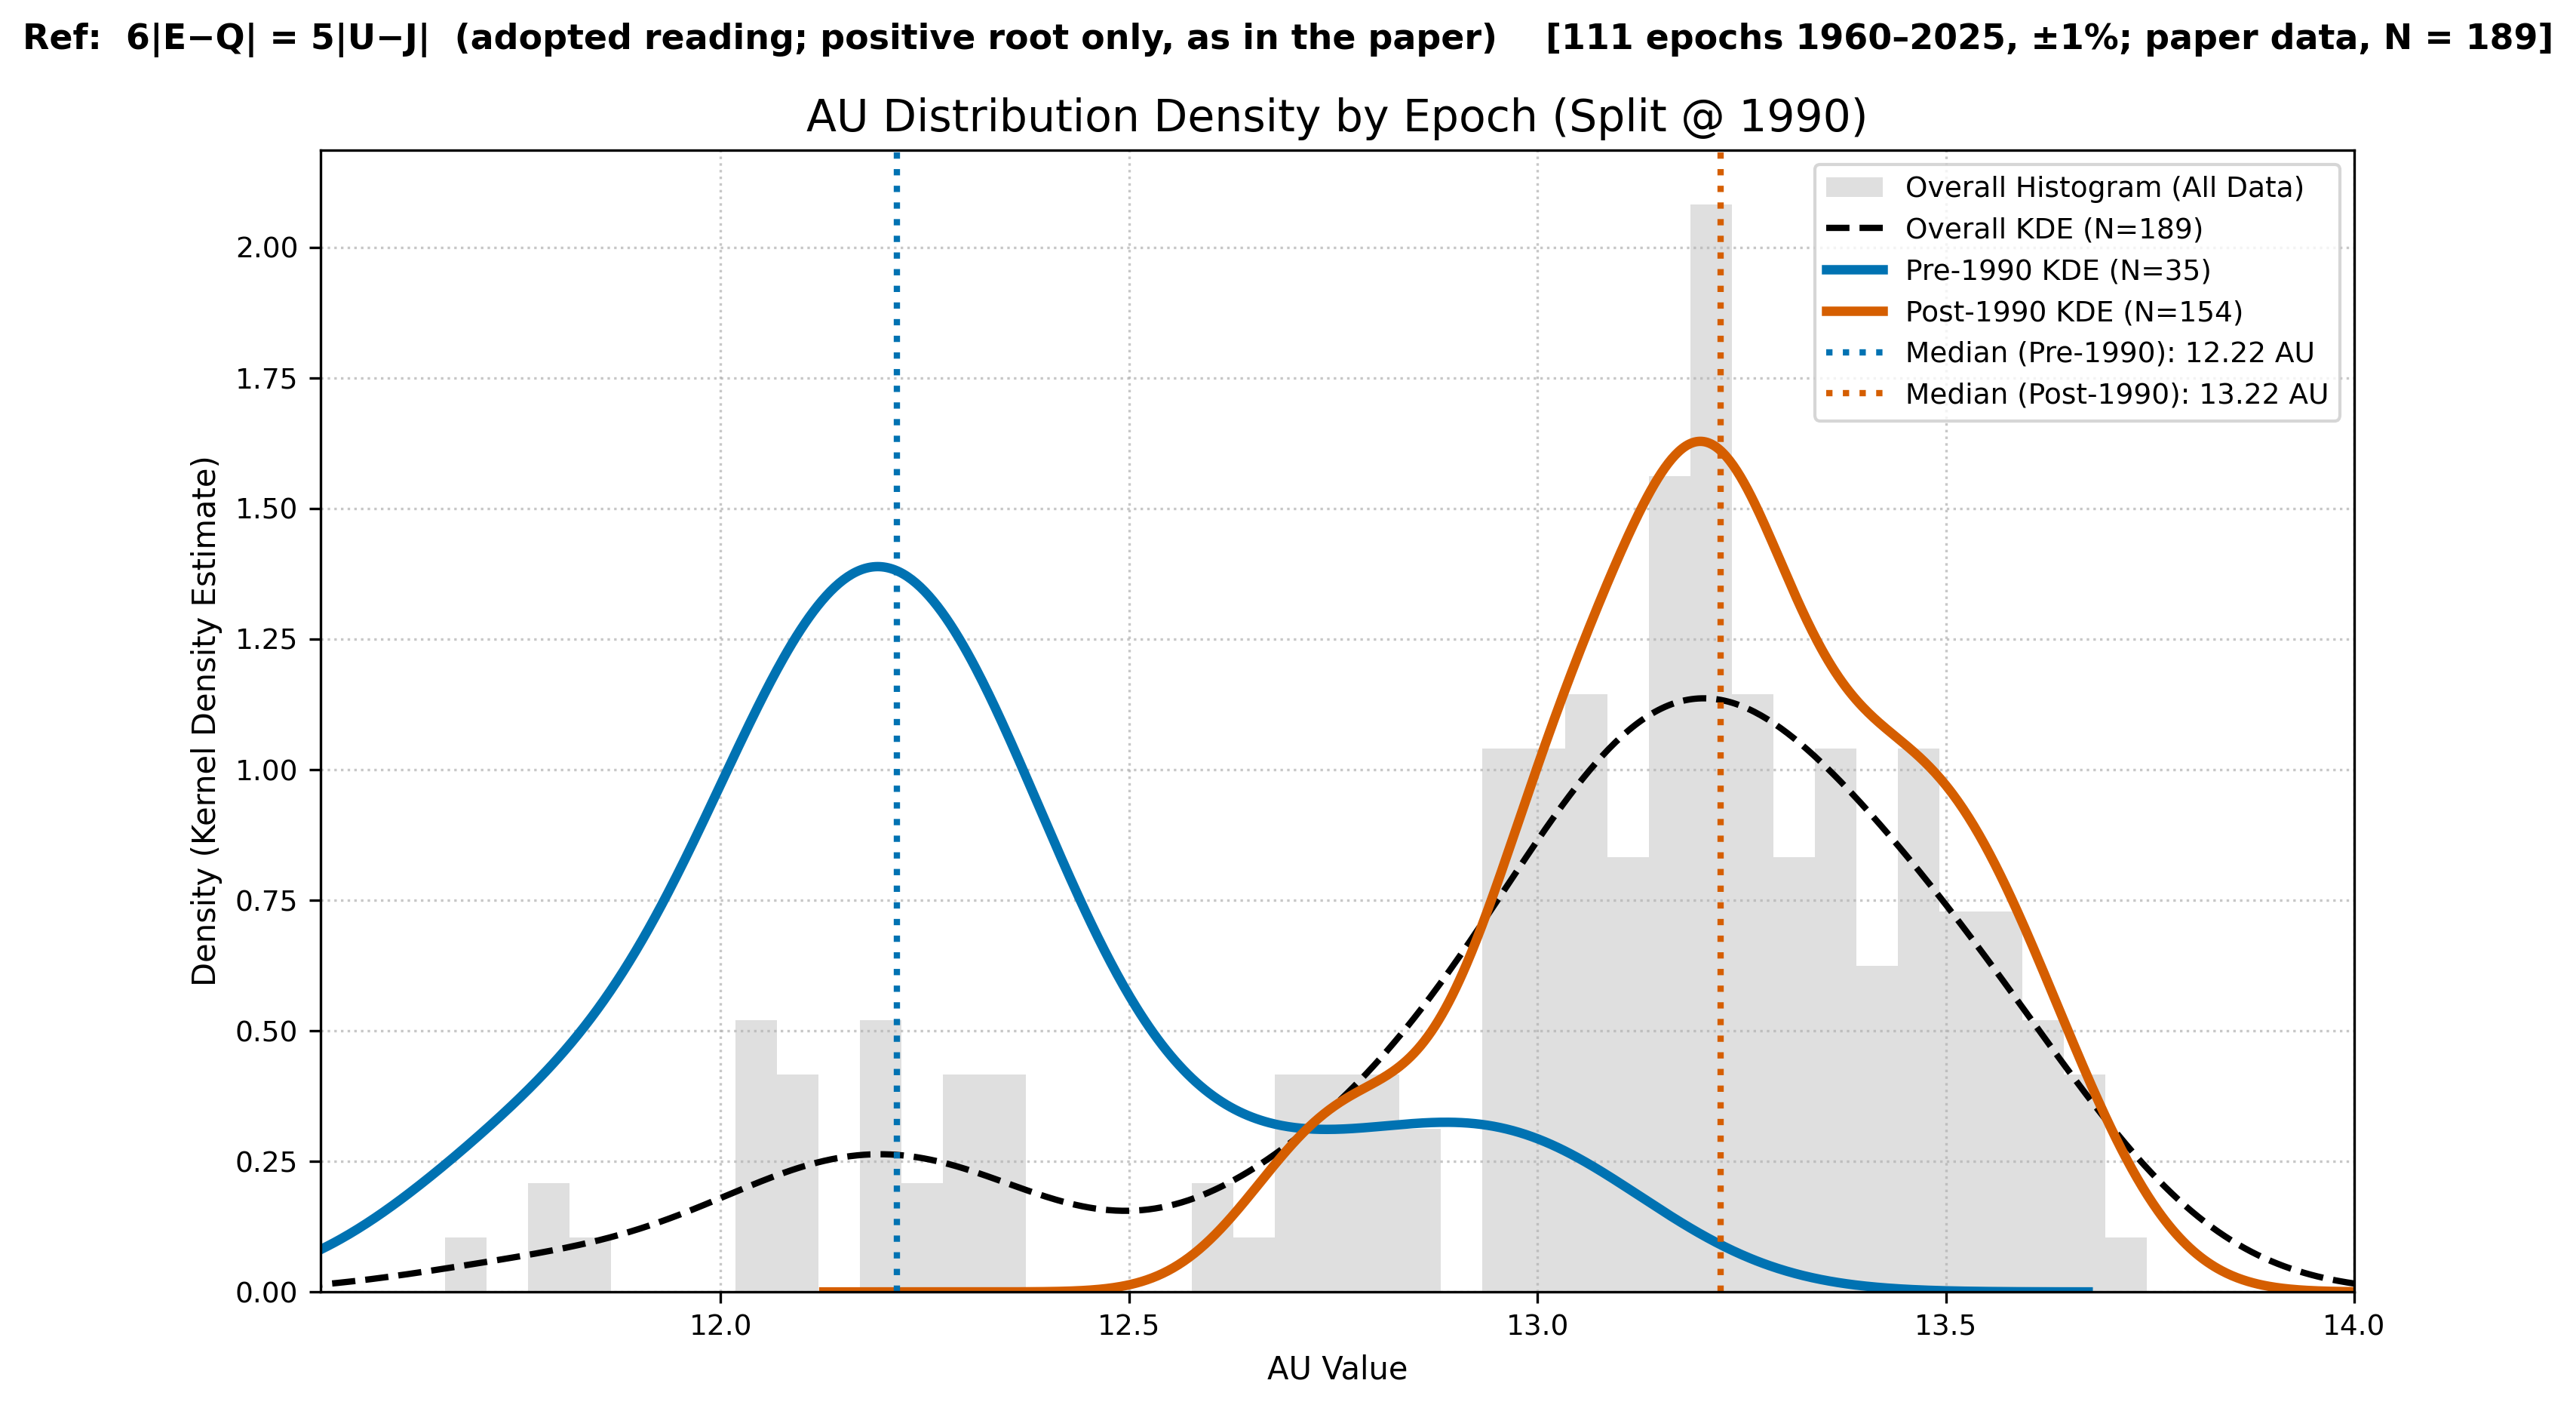 Ref:  6|E−Q| = 5|U−J|  (adopted reading; positive root only, as in the paper)    [111 epochs 1960–2025, ±1%; paper data, N = 189]
AU Distribution Density by Epoch (Split @ 1990)
Overall Histogram (All Data)
Overall KDE (N=189)
Pre-1990 KDE (N=35)
Post-1990 KDE (N=154)
Median (Pre-1990): 12.22 AU
Median (Post-1990): 13.22 AU
Density (Kernel Density Estimate)
2.00
1.75
1.50
1.25
1.00
0.75
0.50
0.25
0.00
12.0
12.5
13.0
13.5
14.0
AU Value